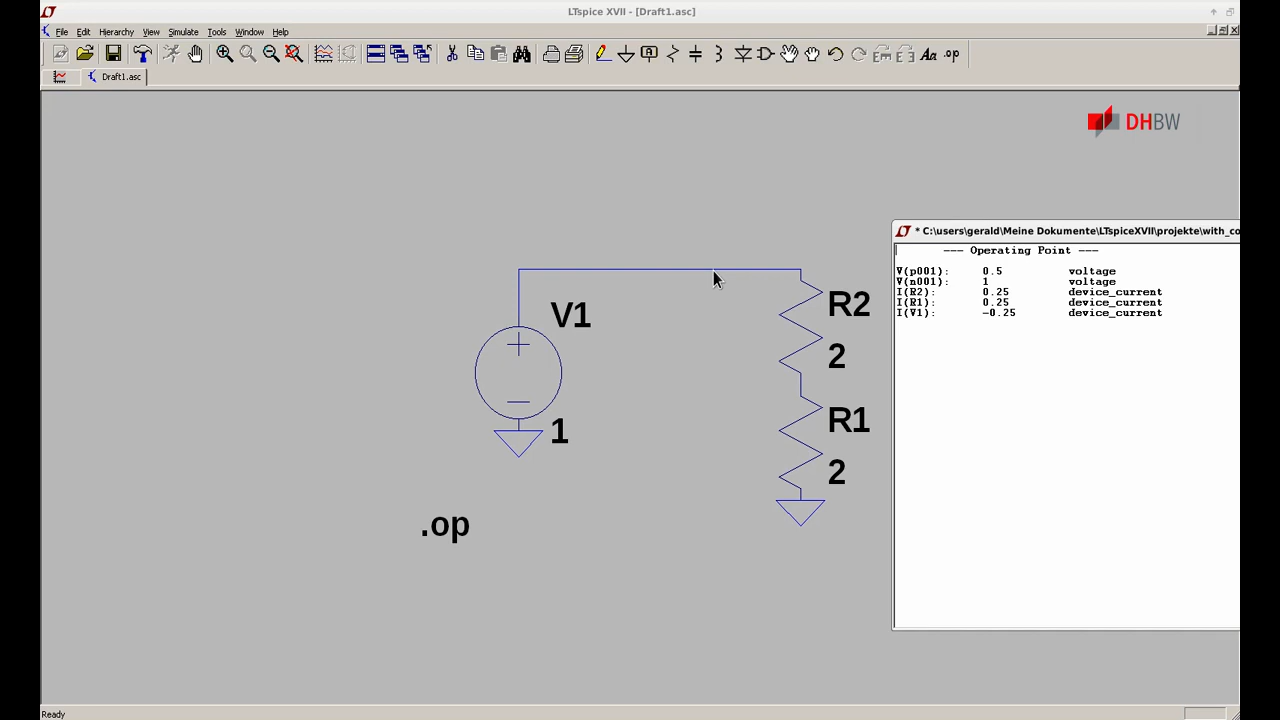 LTspice XVII - [Draft1.asc]
File Edit Hierarchy View Simulate Tools Window Help
Aa .op
Draft1.asc
DHBW
* C:\users\gerald\Meine Dokumente\LTspiceXVII\projekte\with_co
--- Operating Point ---
V(p001): 0.5 voltage
V(n001): 1 voltage
I(R2): 0.25 device_current
I(R1): 0.25 device_current
I(V1): -0.25 device_current
V1
R2
2
R1
1
2
.op
Ready